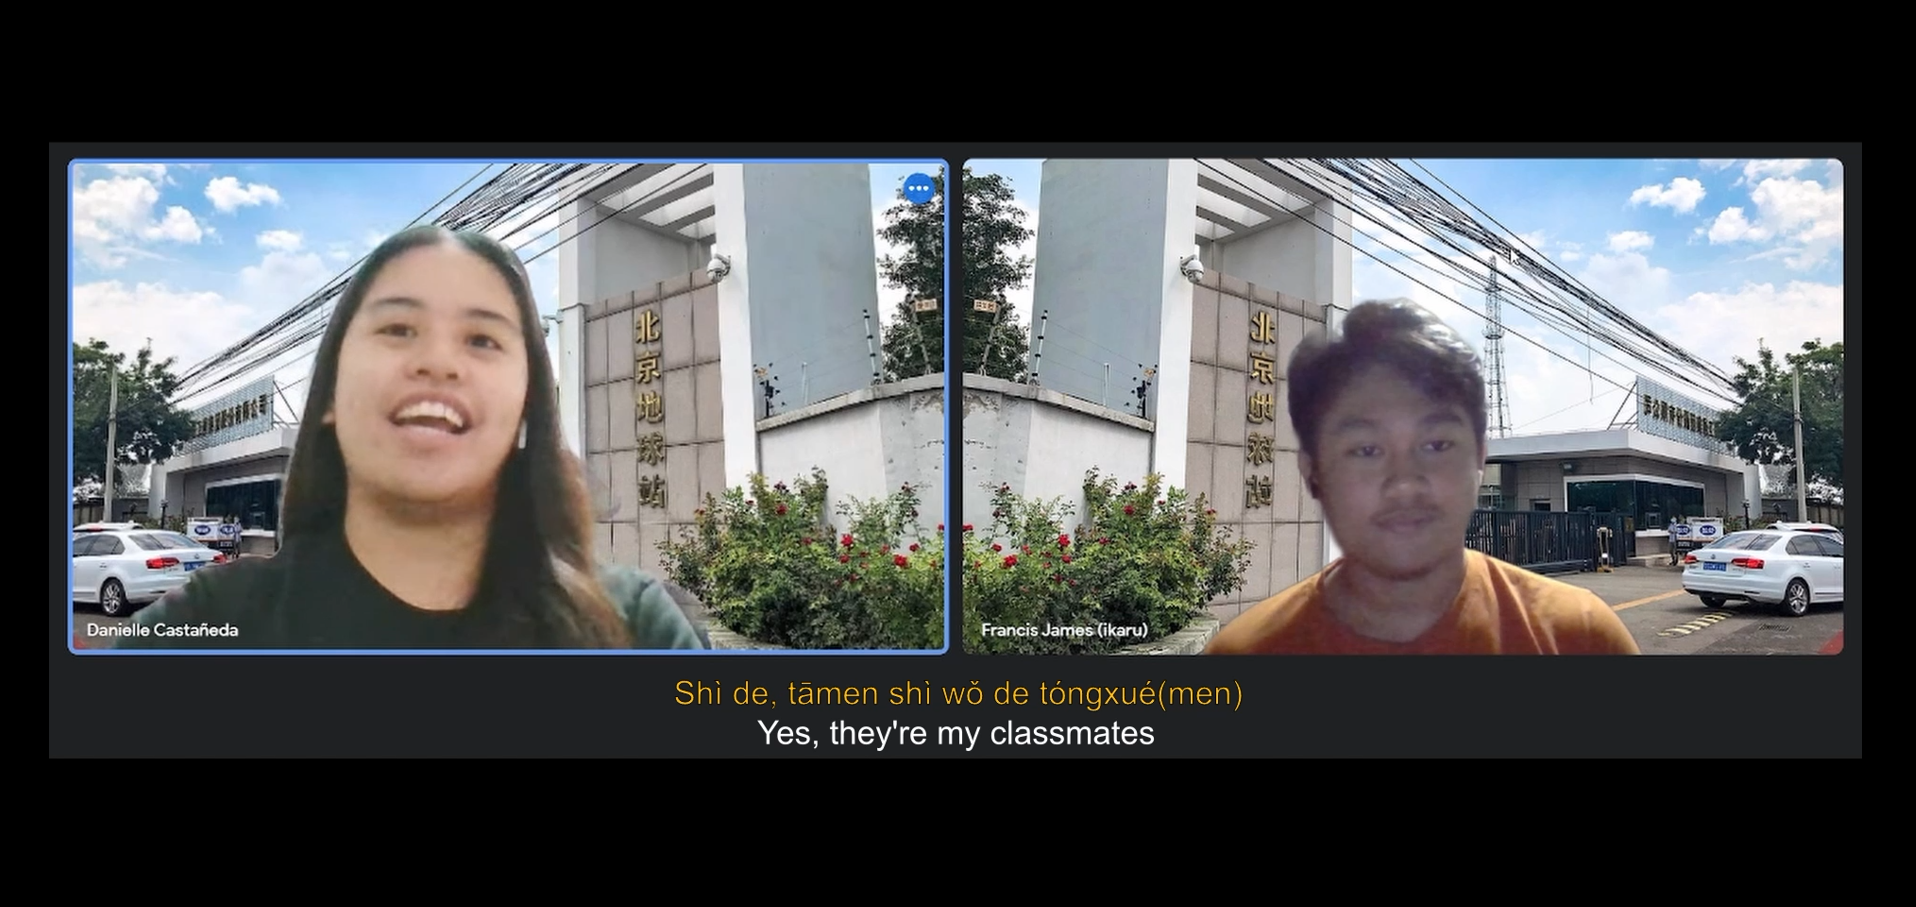 北京地球站
Danielle Castañeda
北京地球站
Francis James (ikaru)
Shì de, tāmen shì wǒ de tóngxué(men)
Yes, they're my classmates